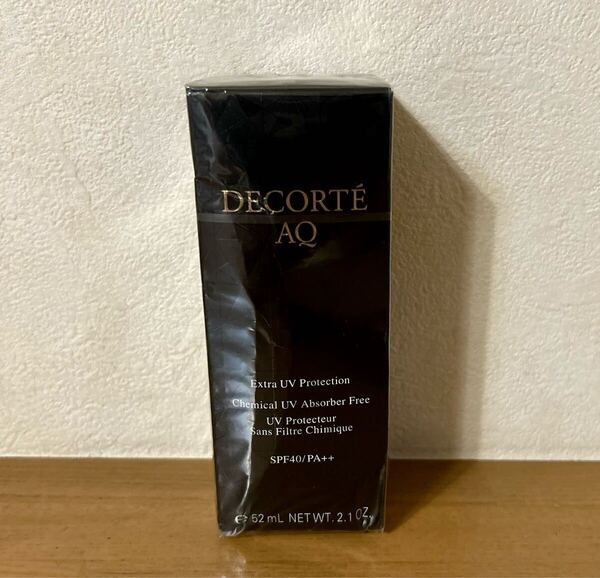 DECORTÉ
AQ
Extra UV Protection
Chemical UV Absorber Free
UV Protecteur
Sans Filtre Chimique
SPF40/PA++
℮ 52 mL NET WT. 2.1 OZ.